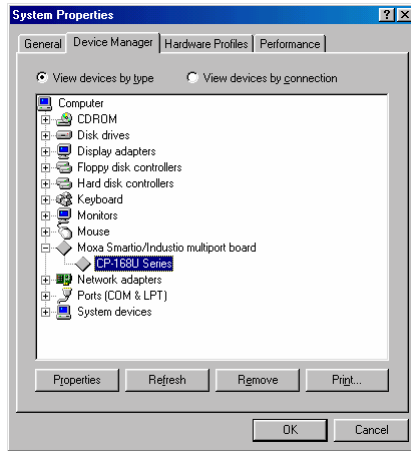 System Properties
General Device Manager Hardware Profiles Performance
View devices by type View devices by connection
Computer
CDROM
Disk drives
Display adapters
Floppy disk controllers
Hard disk controllers
Keyboard
Monitors
Mouse
Moxa Smartio/Industio multiport board
CP-168U Series
Network adapters
Ports (COM & LPT)
System devices
Properties Refresh Remove Print...
OK Cancel